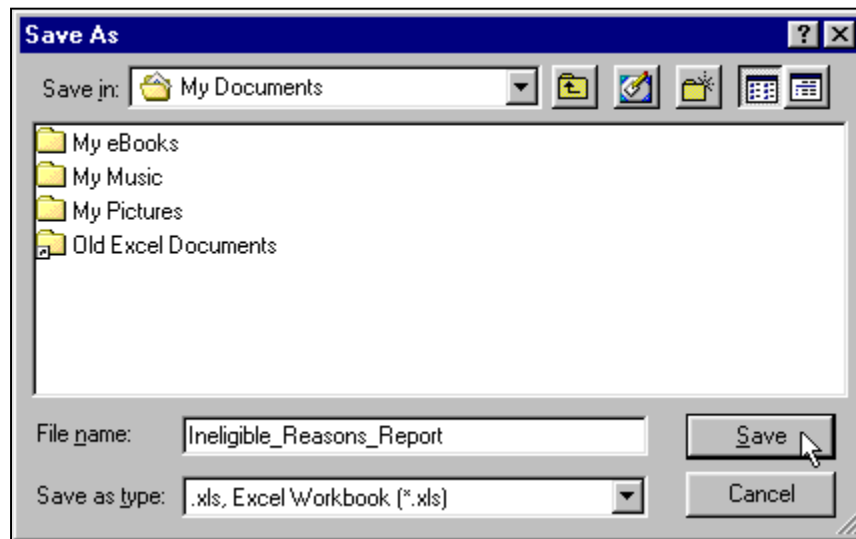 Save As
Save in: My Documents
My eBooks
My Music
My Pictures
Old Excel Documents
File name: Ineligible_Reasons_Report Save
Save as type: .xls, Excel Workbook (*.xls) Cancel